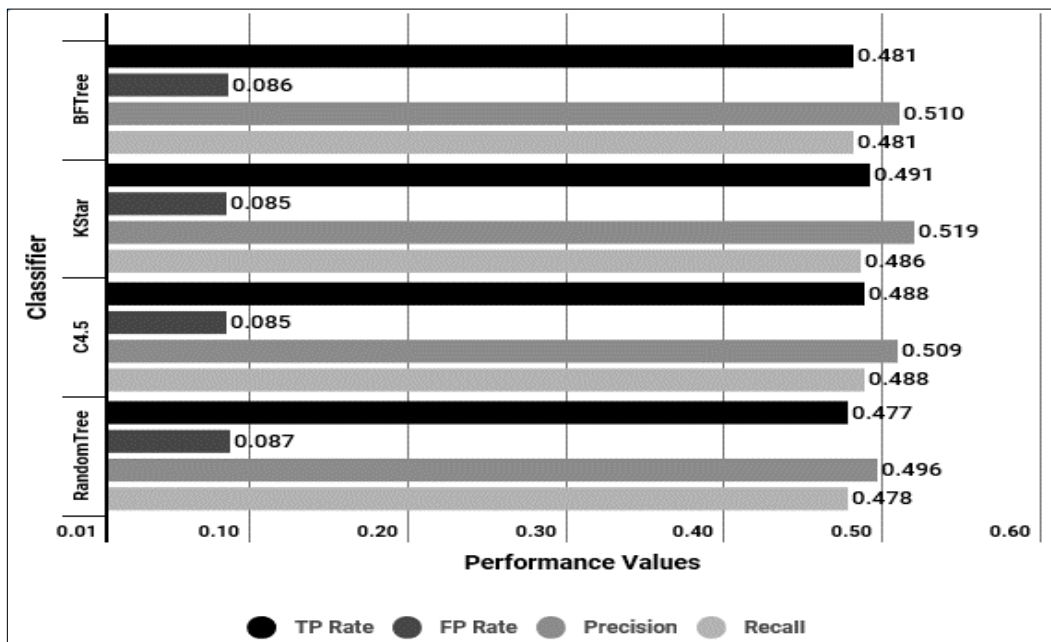 Classifier
BFTree
0.481
0.086
0.510
0.481
KStar
0.491
0.085
0.519
0.486
C4.5
0.488
0.085
0.509
0.488
RandomTree
0.477
0.087
0.496
0.478
0.01 0.10 0.20 0.30 0.40 0.50 0.60
Performance Values
TP Rate FP Rate Precision Recall